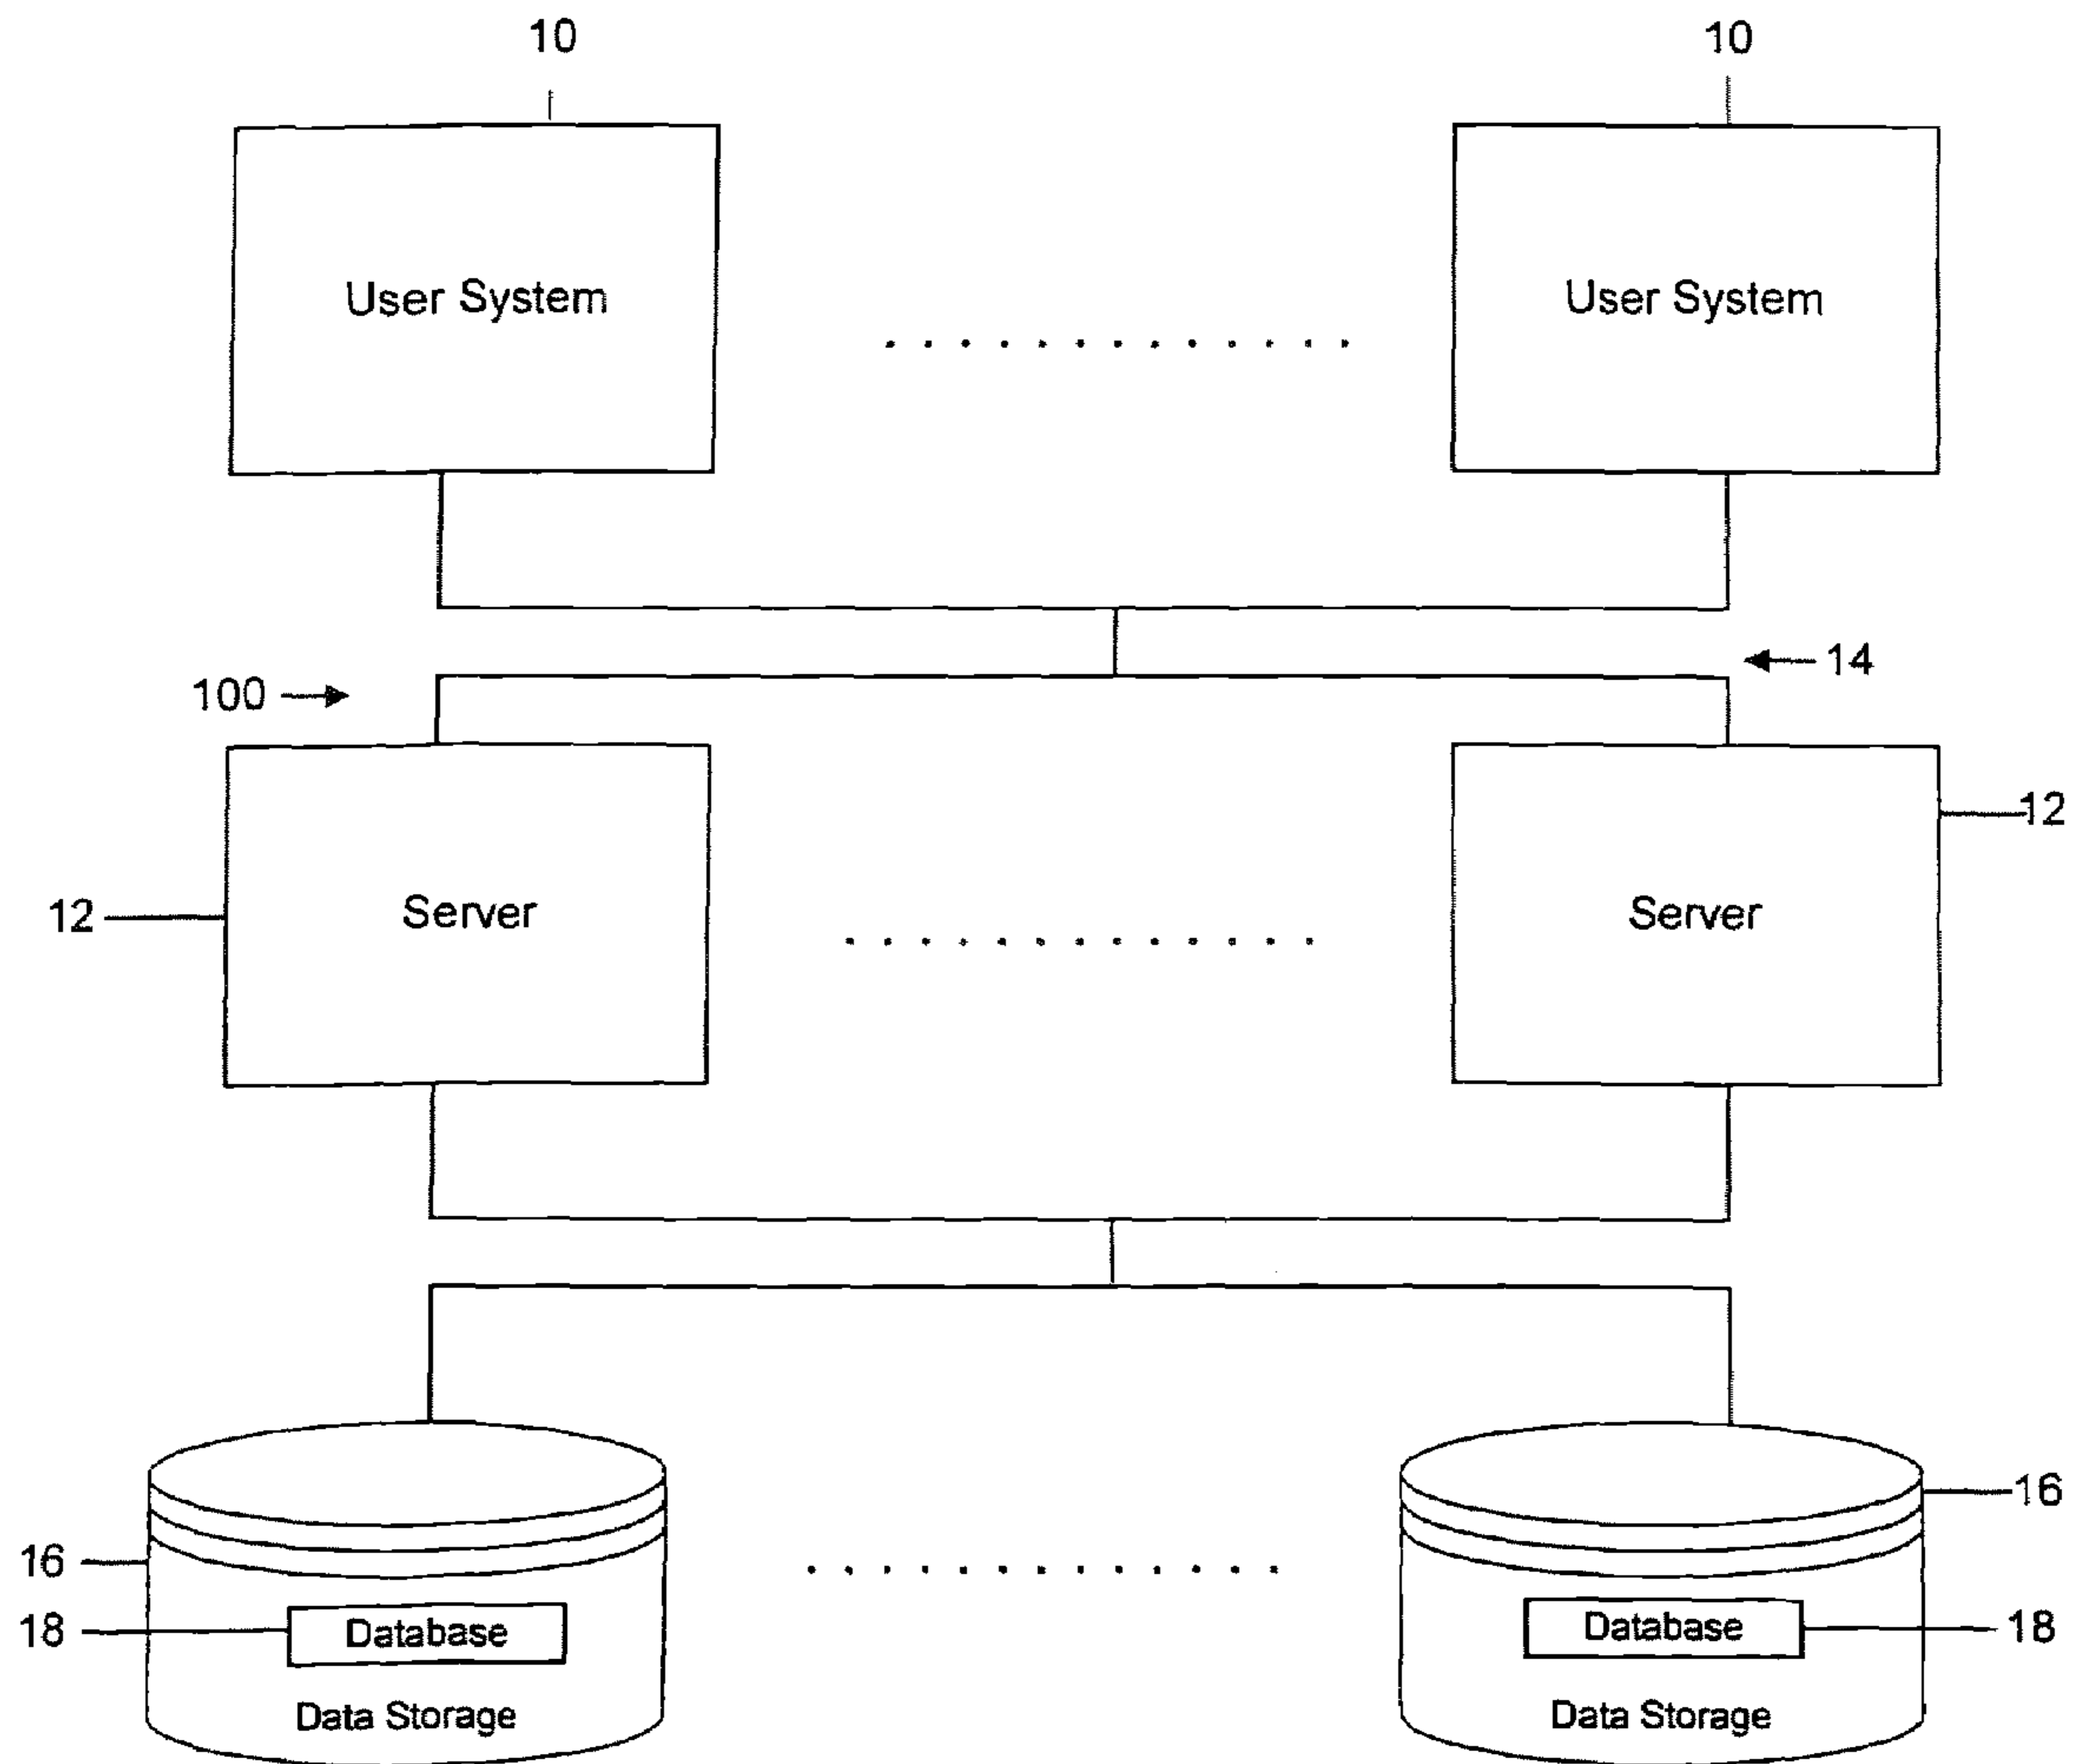 10 10
User System User System
14
100
12
Server Server
12
16
16
Database Database
18 18
Data Storage Data Storage